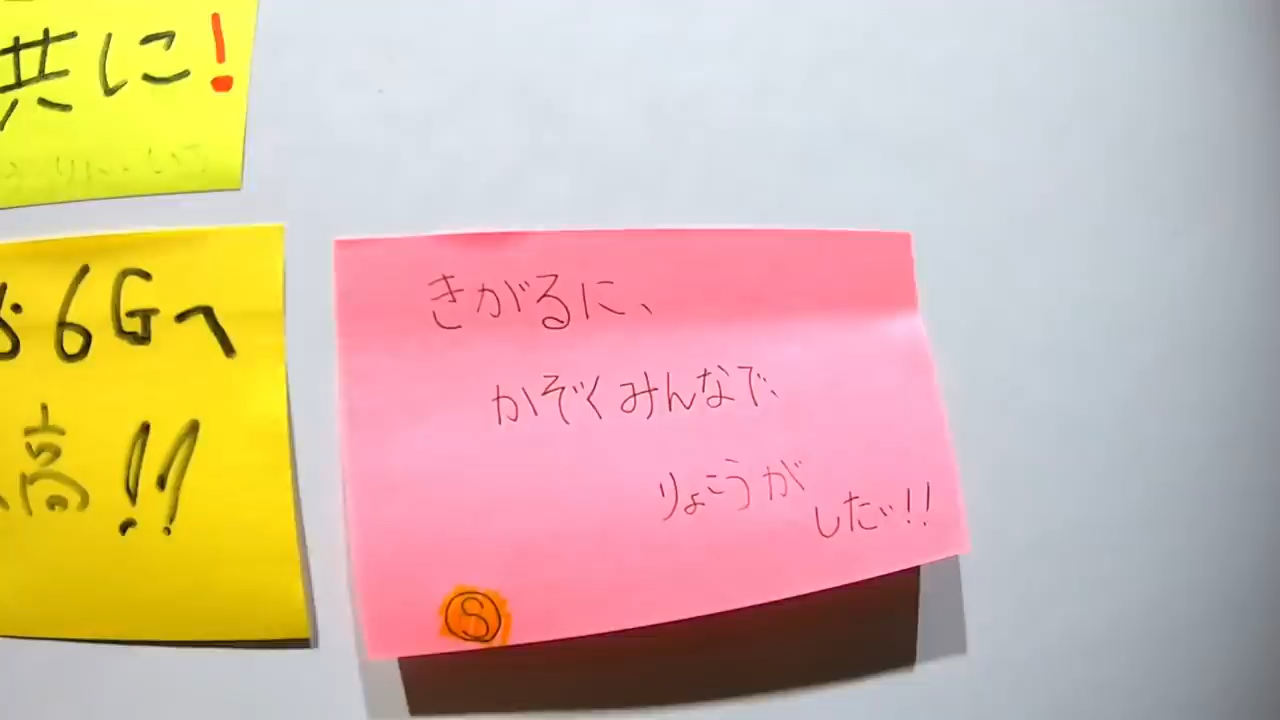 共に!
6Gへ
高!!
きがるに、
かぞくみんなで、
りょこうが
したい!!
S